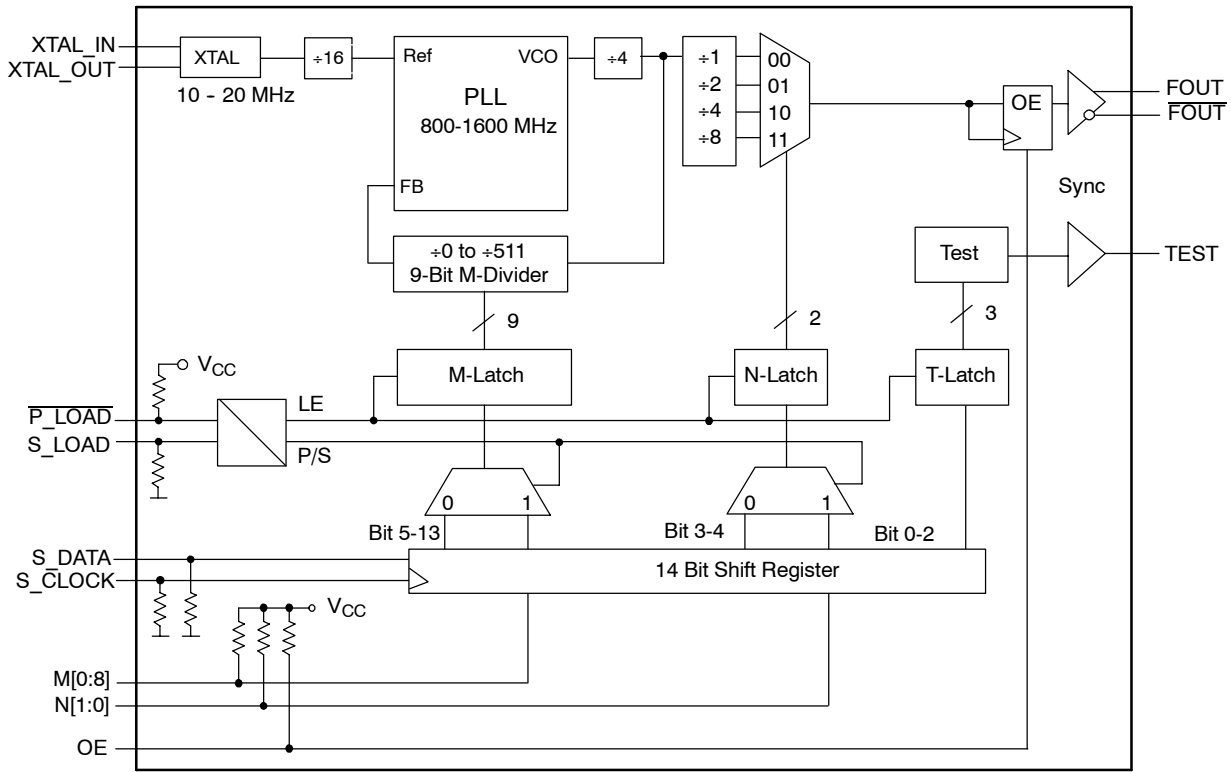 XTAL_IN
XTAL_OUT
XTAL
10 - 20 MHz
÷16
Ref
VCO
PLL
800-1600 MHz
FB
÷4
÷1
÷2
÷4
÷8
00
01
10
11
OE
FOUT
FOUT
Sync
÷0 to ÷511
9-Bit M-Divider
Test
TEST
9
2
3
VCC
M-Latch
N-Latch
T-Latch
P_LOAD
S_LOAD
LE
P/S
0
1
0
1
Bit 5-13
Bit 3-4
Bit 0-2
S_DATA
S_CLOCK
14 Bit Shift Register
VCC
M[0:8]
N[1:0]
OE